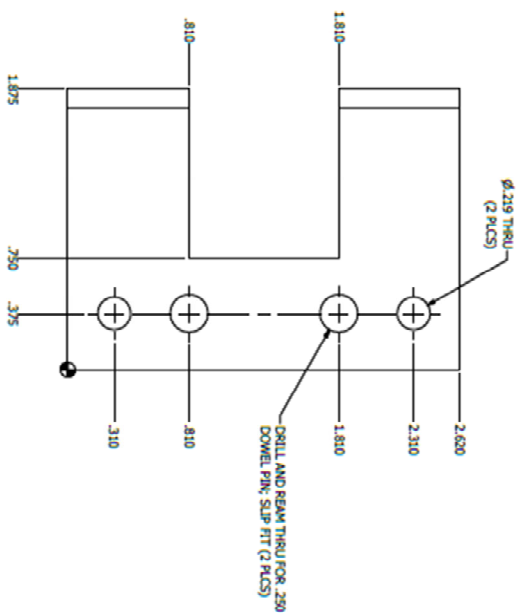 .810
1.810
1.875
.750
.375
Ø.219 THRU
(2 PLCS)
.310
.810
1.810
2.310
2.620
DRILL AND REAM THRU FOR .250
DOWEL PIN; SLIP FIT (2 PLCS)